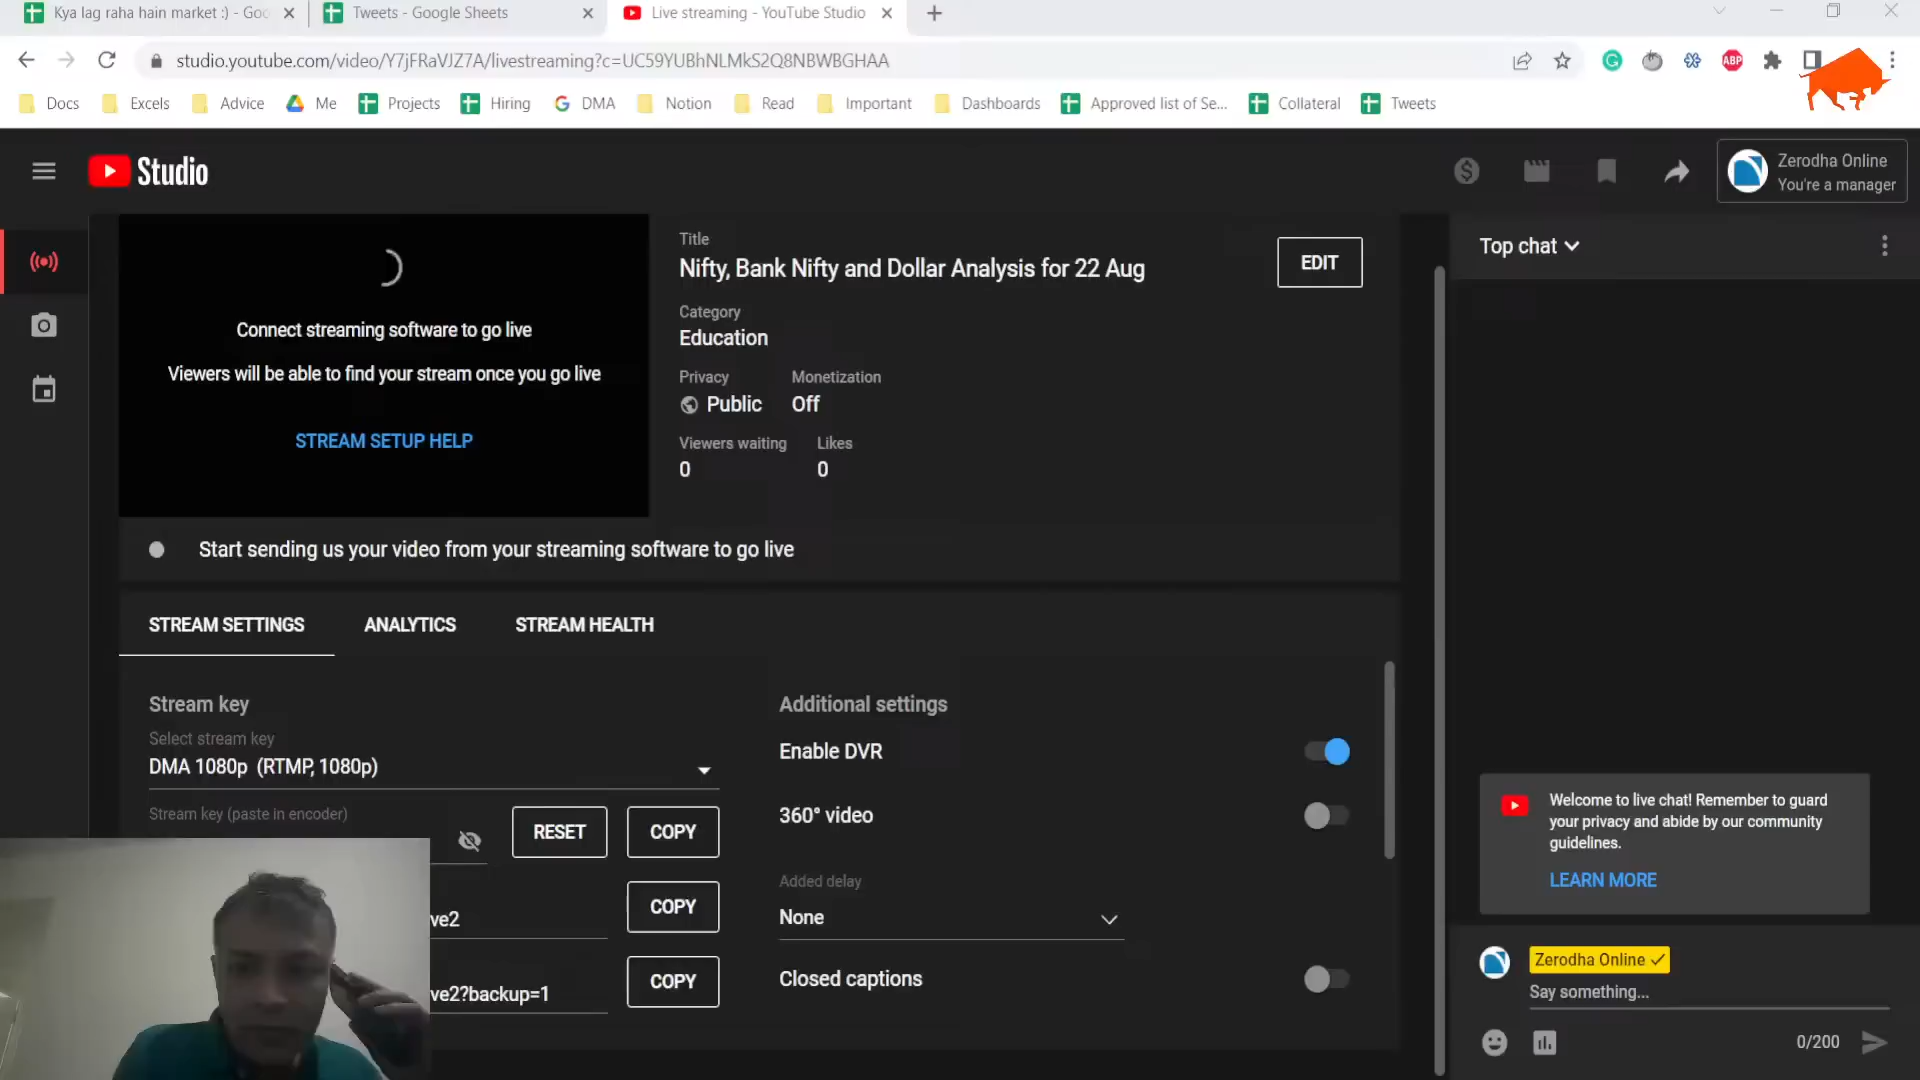 Kya lag raha hain market :) - Goo
Tweets - Google Sheets
Live streaming - YouTube Studio
studio.youtube.com/video/Y7jFRaVJZ7A/livestreaming?c=UC59YUBhNLMkS2Q8NBWBGHAA
ABP
Docs
Excels
Advice
Me
Projects
Hiring
DMA
Notion
Read
Important
Dashboards
Approved list of Se...
Collateral
Tweets
Studio
Zerodha Online
You're a manager
Connect streaming software to go live
Viewers will be able to find your stream once you go live
STREAM SETUP HELP
Title
Nifty, Bank Nifty and Dollar Analysis for 22 Aug
EDIT
Category
Education
Privacy
Monetization
Public
Off
Viewers waiting
Likes
0
0
Top chat
Start sending us your video from your streaming software to go live
STREAM SETTINGS
ANALYTICS
STREAM HEALTH
Stream key
Select stream key
DMA 1080p (RTMP, 1080p)
Stream key (paste in encoder)
RESET
COPY
ve2
COPY
ve2?backup=1
COPY
Additional settings
Enable DVR
360° video
Added delay
None
Closed captions
Welcome to live chat! Remember to guard
your privacy and abide by our community
guidelines.
LEARN MORE
Zerodha Online
Say something...
0/200